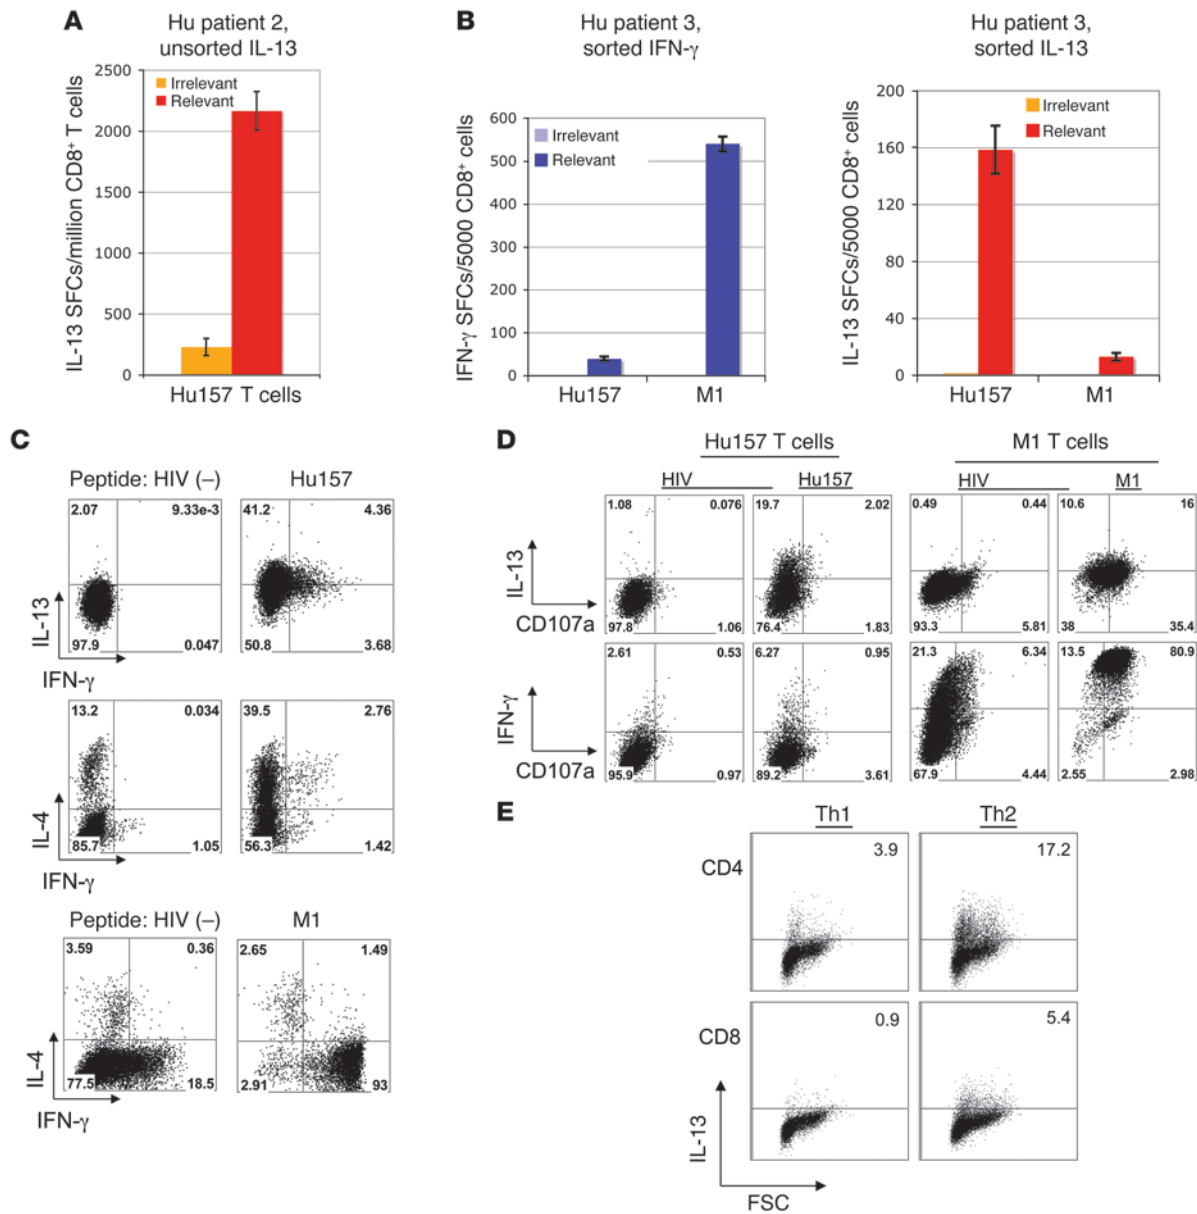 A
Hu patient 2,
unsorted IL-13
IL-13 SFCs/million CD8⁺ T cells
2500
2000
1500
1000
500
0
Irrelevant
Relevant
Hu157 T cells
B
Hu patient 3,
sorted IFN-γ
IFN-γ SFCs/5000 CD8⁺ cells
600
500
400
300
200
100
0
Irrelevant
Relevant
Hu157 M1
Hu patient 3,
sorted IL-13
IL-13 SFCs/5000 CD8⁺ cells
200
160
120
80
40
0
Irrelevant
Relevant
Hu157 M1
C
Peptide: HIV (–) Hu157
2.07 9.33e-3
97.9 0.047
41.2 4.36
50.8 3.68
IL-13
IFN-γ
13.2 0.034
85.7 1.05
39.5 2.76
56.3 1.42
IL-4
IFN-γ
Peptide: HIV (–) M1
3.59 0.36
77.5 18.5
2.65 1.49
2.91 93
IL-4
IFN-γ
D
Hu157 T cells M1 T cells
HIV Hu157 HIV M1
1.08 0.076
97.8 1.06
19.7 2.02
76.4 1.83
0.49 0.44
93.3 5.81
10.6 16
38 35.4
IL-13
CD107a
2.61 0.53
95.9 0.97
6.27 0.95
89.2 3.61
21.3 6.34
67.9 4.44
13.5 80.9
2.55 2.98
IFN-γ
CD107a
E
Th1 Th2
CD4
3.9 17.2
CD8
0.9 5.4
IL-13
FSC